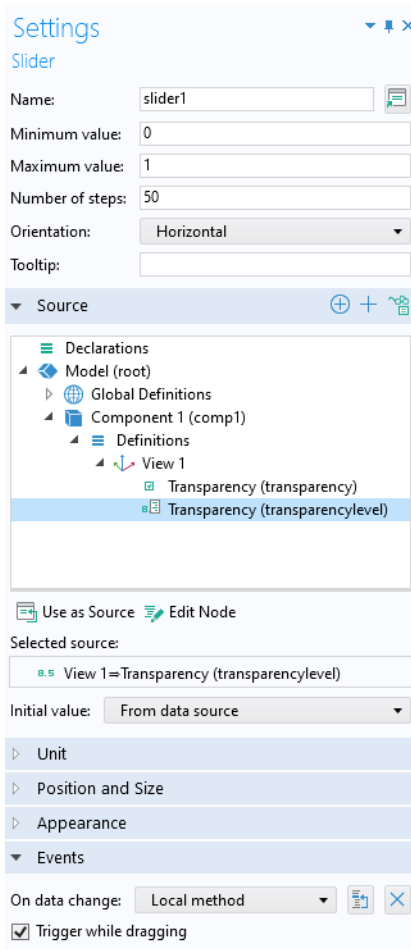 Settings
Slider
Name: slider1
Minimum value: 0
Maximum value: 1
Number of steps: 50
Orientation: Horizontal
Tooltip:
Source
Declarations
Model (root)
Global Definitions
Component 1 (comp1)
Definitions
View 1
Transparency (transparency)
8. Transparency (transparencylevel)
Use as Source Edit Node
Selected source:
8.5 View 1⇒Transparency (transparencylevel)
Initial value: From data source
Unit
Position and Size
Appearance
Events
On data change: Local method
Trigger while dragging